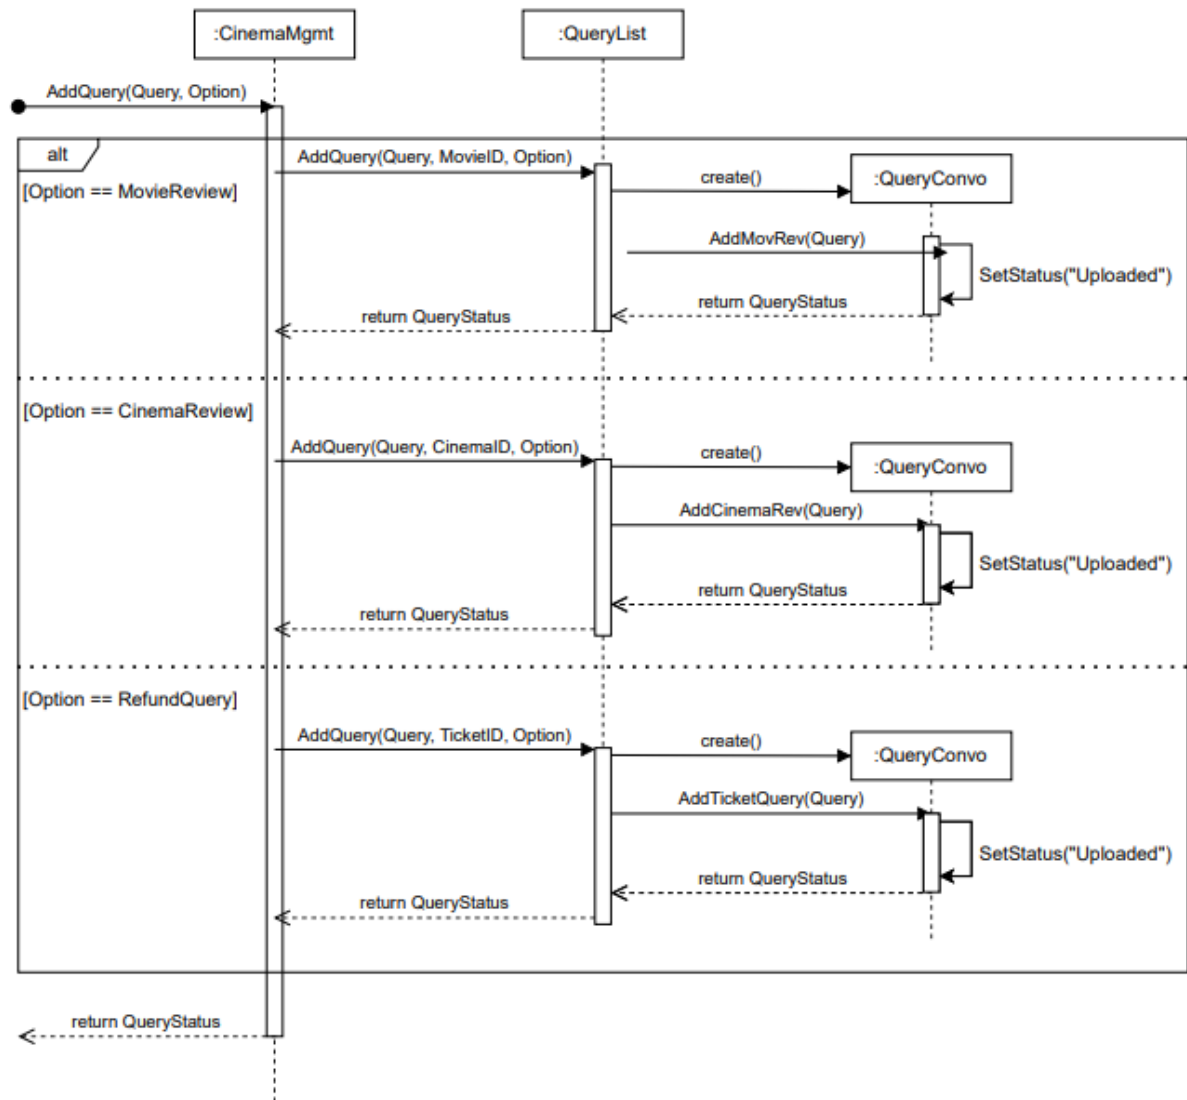 :CinemaMgmt
:QueryList
AddQuery(Query, Option)
alt
[Option == MovieReview]
AddQuery(Query, MovieID, Option)
create()
:QueryConvo
AddMovRev(Query)
SetStatus("Uploaded")
return QueryStatus
return QueryStatus
[Option == CinemaReview]
AddQuery(Query, CinemaID, Option)
create()
:QueryConvo
AddCinemaRev(Query)
SetStatus("Uploaded")
return QueryStatus
return QueryStatus
[Option == RefundQuery]
AddQuery(Query, TicketID, Option)
create()
:QueryConvo
AddTicketQuery(Query)
SetStatus("Uploaded")
return QueryStatus
return QueryStatus
return QueryStatus